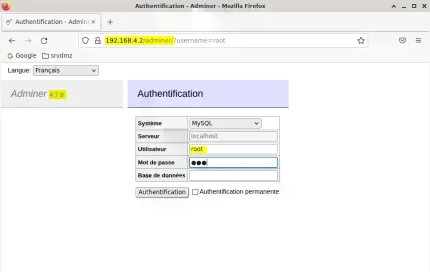 Authentification - Adminer - Mozilla Firefox
Authentification - Admine
192.168.4.2/adminer/?username=root
Google srvdmz
Langue: Français
Adminer 4.7.9
Authentification
Système MySQL
Serveur localhost
Utilisateur root
Mot de passe ●●●
Base de données
Authentification Authentification permanente